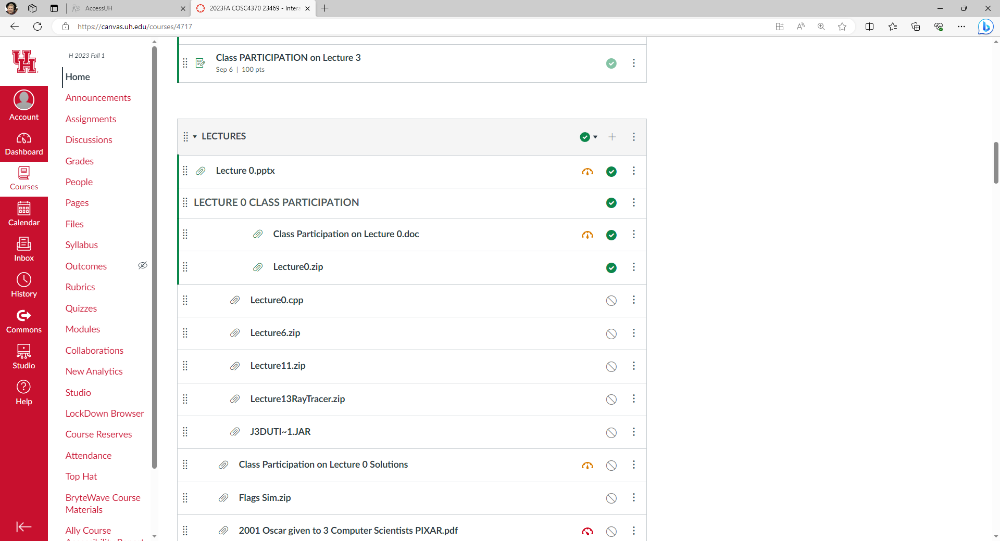 AccessUH
2023FA COSC4370 23469 - Intera
https://canvas.uh.edu/courses/4717
H 2023 Fall 1
Home
Announcements
Assignments
Discussions
Grades
People
Pages
Files
Syllabus
Outcomes
Rubrics
Quizzes
Modules
Collaborations
New Analytics
Studio
LockDown Browser
Course Reserves
Attendance
Top Hat
BryteWave Course
Materials
Ally Course
Account
Dashboard
Courses
Calendar
Inbox
History
Commons
Studio
Help
Class PARTICIPATION on Lecture 3
Sep 6 | 100 pts
LECTURES
Lecture 0.pptx
LECTURE 0 CLASS PARTICIPATION
Class Participation on Lecture 0.doc
Lecture0.zip
Lecture0.cpp
Lecture6.zip
Lecture11.zip
Lecture13RayTracer.zip
J3DUTI~1.JAR
Class Participation on Lecture 0 Solutions
Flags Sim.zip
2001 Oscar given to 3 Computer Scientists PIXAR.pdf